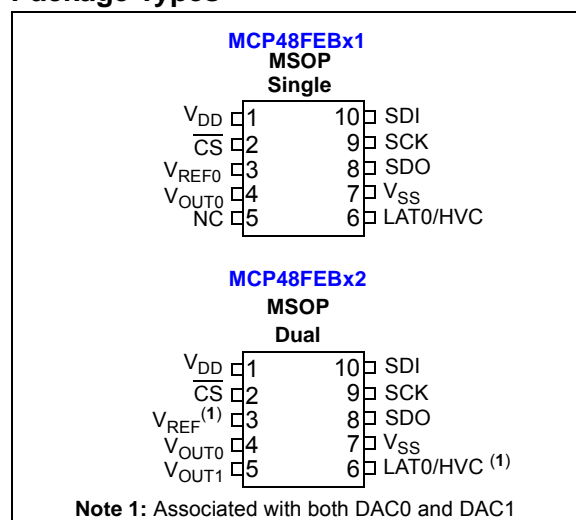 Package Types
MCP48FEBx1
MSOP
Single
VDD 1 10 SDI
CS 2 9 SCK
VREF0 3 8 SDO
VOUT0 4 7 VSS
NC 5 6 LAT0/HVC
MCP48FEBx2
MSOP
Dual
VDD 1 10 SDI
CS 2 9 SCK
VREF(1) 3 8 SDO
VOUT0 4 7 VSS
VOUT1 5 6 LAT0/HVC (1)
Note 1: Associated with both DAC0 and DAC1